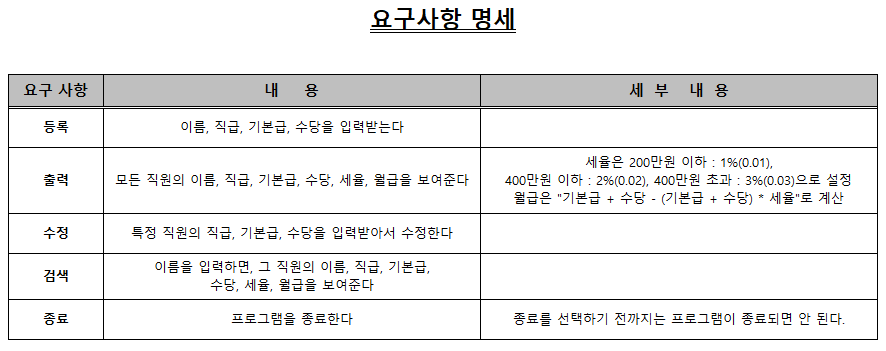 요구사항 명세
요구 사항 내 용 세 부 내 용
등록 이름, 직급, 기본급, 수당을 입력받는다
출력 모든 직원의 이름, 직급, 기본급, 수당, 세율, 월급을 보여준다
세율은 200만원 이하 : 1%(0.01),
400만원 이하 : 2%(0.02), 400만원 초과 : 3%(0.03)으로 설정
월급은 "기본급 + 수당 - (기본급 + 수당) * 세율"로 계산
수정 특정 직원의 직급, 기본급, 수당을 입력받아서 수정한다
검색
이름을 입력하면, 그 직원의 이름, 직급, 기본급,
수당, 세율, 월급을 보여준다
종료 프로그램을 종료한다 종료를 선택하기 전까지는 프로그램이 종료되면 안 된다.